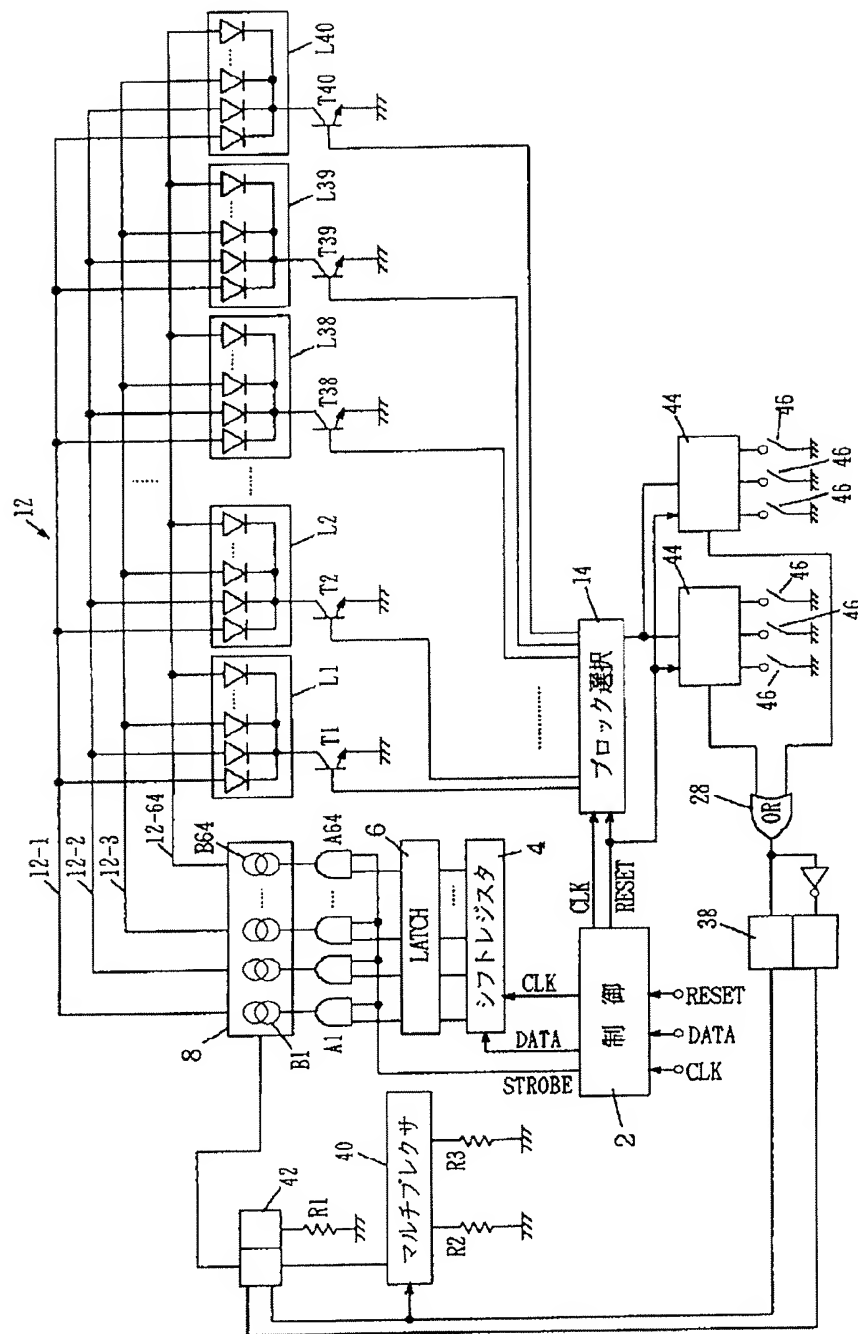 12
12-1
12-2
12-3
12-64
L1
L2
L38
L39
L40
T1
T2
T38
T39
T40
8
B1
B64
A1
A64
6
LATCH
4
シフトレジスタ
CLK
DATA
STROBE
2
制御
CLK
DATA
RESET
CLK
RESET
14
ブロック選択
44
44
46
46
46
46
46
46
28
OR
38
40
マルチプレクサ
R2
R3
42
R1